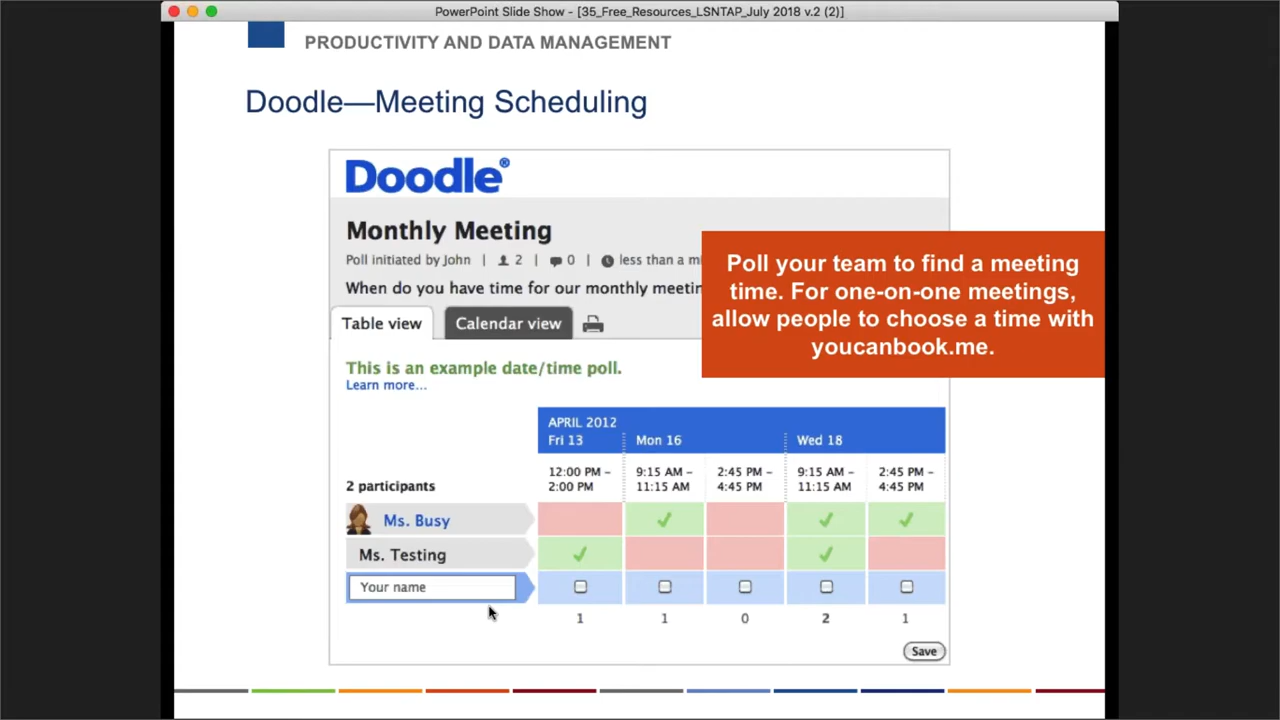 PowerPoint Slide Show - [35_Free_Resources_LSNTAP_July 2018 v.2 (2)]
PRODUCTIVITY AND DATA MANAGEMENT
Doodle—Meeting Scheduling
Doodle®
Monthly Meeting
Poll initiated by John | 2 | 0 | less than a mi
When do you have time for our monthly meetin
Poll your team to find a meeting
time. For one-on-one meetings,
allow people to choose a time with
youcanbook.me.
Table view Calendar view
This is an example date/time poll.
Learn more...
APRIL 2012
Fri 13 Mon 16 Wed 18
12:00 PM – 9:15 AM – 2:45 PM – 9:15 AM – 2:45 PM –
2:00 PM 11:15 AM 4:45 PM 11:15 AM 4:45 PM
2 participants
Ms. Busy
Ms. Testing
Your name
1 1 0 2 1
Save